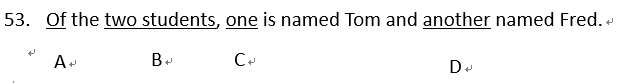 53. Of the two students, one is named Tom and another named Fred.
A B C D